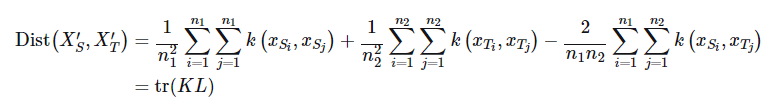 \text{Dist}(X'_S, X'_T) = \frac{1}{n_1^2} \sum_{i=1}^{n_1} \sum_{j=1}^{n_1} k(x_{S_i}, x_{S_j}) + \frac{1}{n_2^2} \sum_{i=1}^{n_2} \sum_{j=1}^{n_2} k(x_{T_i}, x_{T_j}) - \frac{2}{n_1 n_2} \sum_{i=1}^{n_1} \sum_{j=1}^{n_2} k(x_{S_i}, x_{T_j})
= \text{tr}(KL)